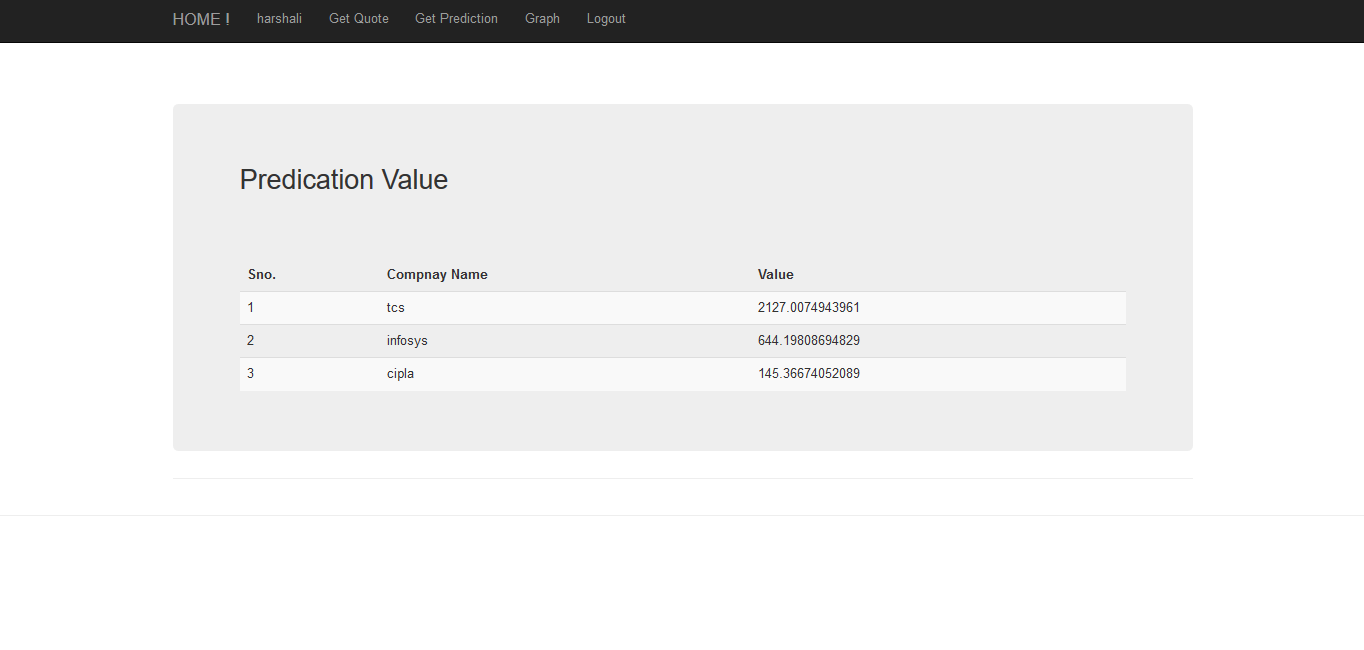 HOME ! harshali Get Quote Get Prediction Graph Logout
Predication Value
Sno. Compnay Name Value
1 tcs 2127.0074943961
2 infosys 644.19808694829
3 cipla 145.36674052089